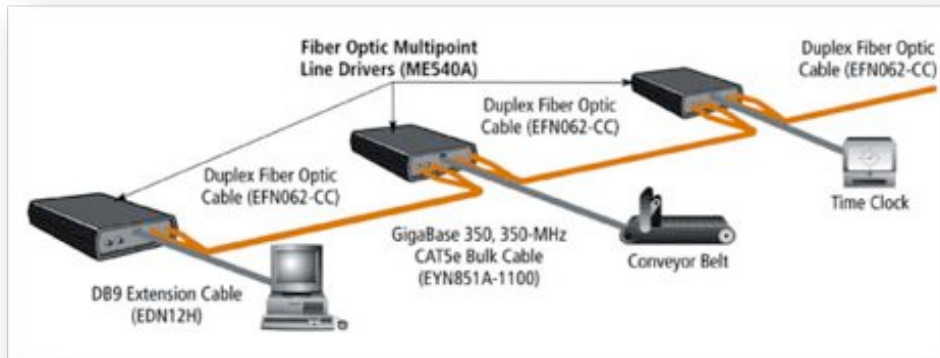 Fiber Optic Multipoint
Line Drivers (ME540A)
Duplex Fiber Optic
Cable (EFN062-CC)
Duplex Fiber Optic
Cable (EFN062-CC)
Duplex Fiber Optic
Cable (EFN062-CC)
Time Clock
GigaBase 350, 350-MHz
CAT5e Bulk Cable
(EYN851A-1100)
Conveyor Belt
DB9 Extension Cable
(EDN12H)